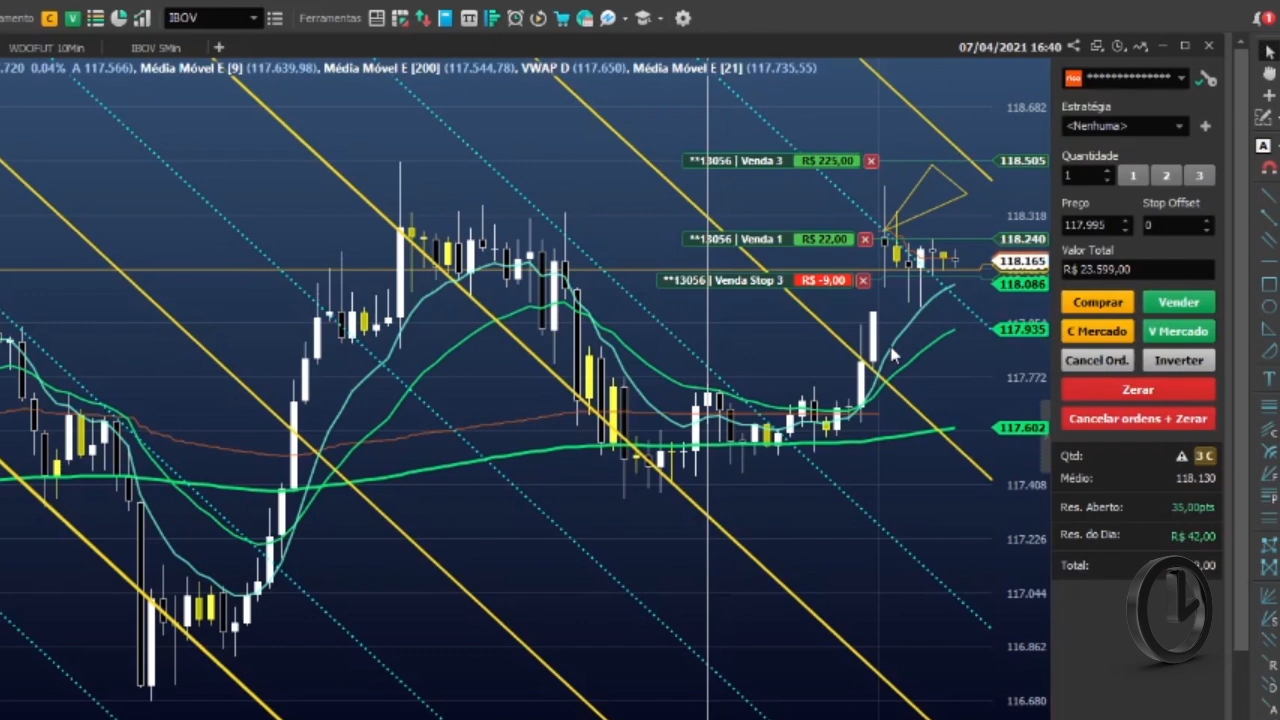 amento C V IBOV Ferramentas
WDOFUT 10Min IBOV 5Min + 07/04/2021 16:40
.720 0.04% A 117.566), Média Móvel E [9] (117.639,98), Média Móvel E [200] (117.544,78), VWAP D (117.650), Média Móvel E [21] (117.735,55)
118.682
**13056 | Venda 3 R$ 225,00 118.505
118.318
**13056 | Venda 1 R$ 22,00 118.240
118.165
**13056 | Venda Stop 3 R$ -9,00 118.086
117.935
117.772
117.602
117.408
117.226
117.044
116.862
116.680
rico **************
Estratégia
<Nenhuma>
Quantidade
1 1 2 3
Preço Stop Offset
117.995 0
Valor Total
R$ 23.599,00
Comprar Vender
C Mercado V Mercado
Cancel Ord. Inverter
Zerar
Cancelar ordens + Zerar
Qtd: 3 C
Médio: 118.130
Res. Aberto: 35,00pts
Res. do Dia: R$ 42,00
Total: